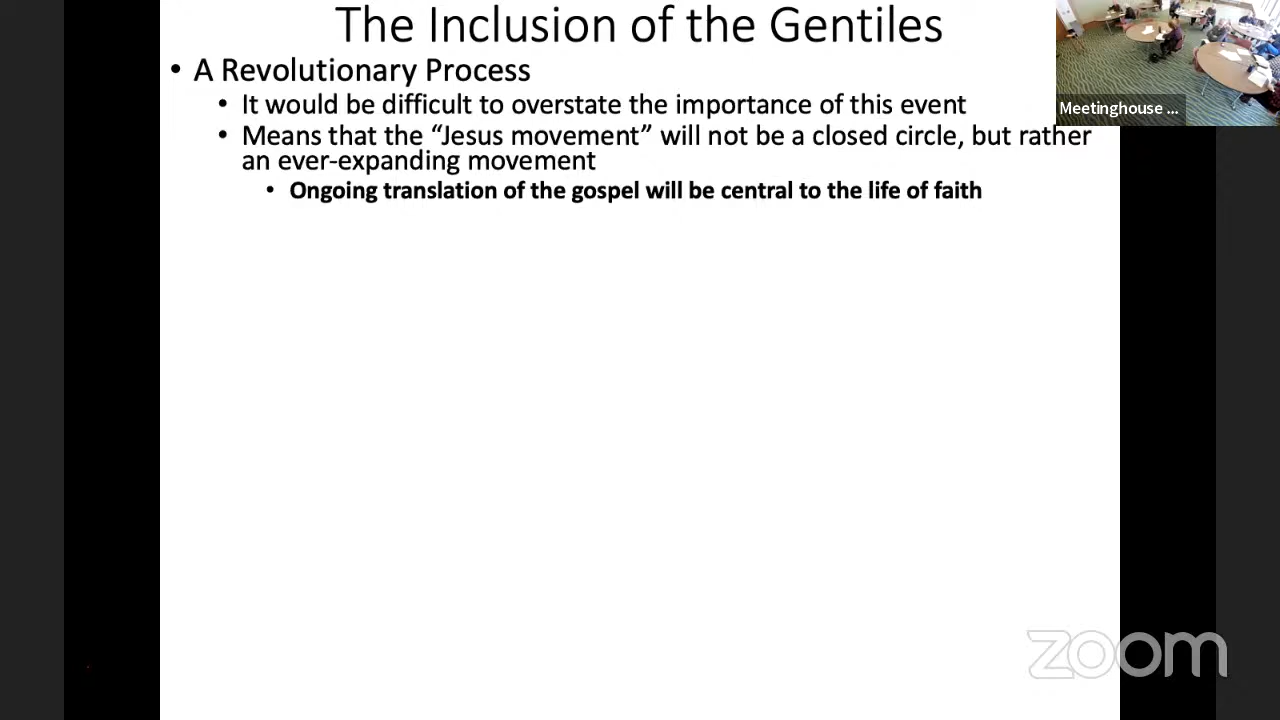 The Inclusion of the Gentiles
• A Revolutionary Process
• It would be difficult to overstate the importance of this event
• Means that the “Jesus movement” will not be a closed circle, but rather
an ever-expanding movement
• Ongoing translation of the gospel will be central to the life of faith
Meetinghouse ...
zoom